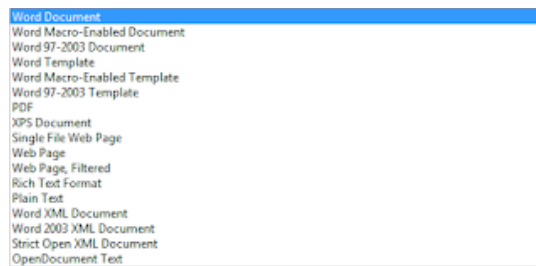 Word Document
Word Macro-Enabled Document
Word 97-2003 Document
Word Template
Word Macro-Enabled Template
Word 97-2003 Template
PDF
XPS Document
Single File Web Page
Web Page
Web Page, Filtered
Rich Text Format
Plain Text
Word XML Document
Word 2003 XML Document
Strict Open XML Document
OpenDocument Text